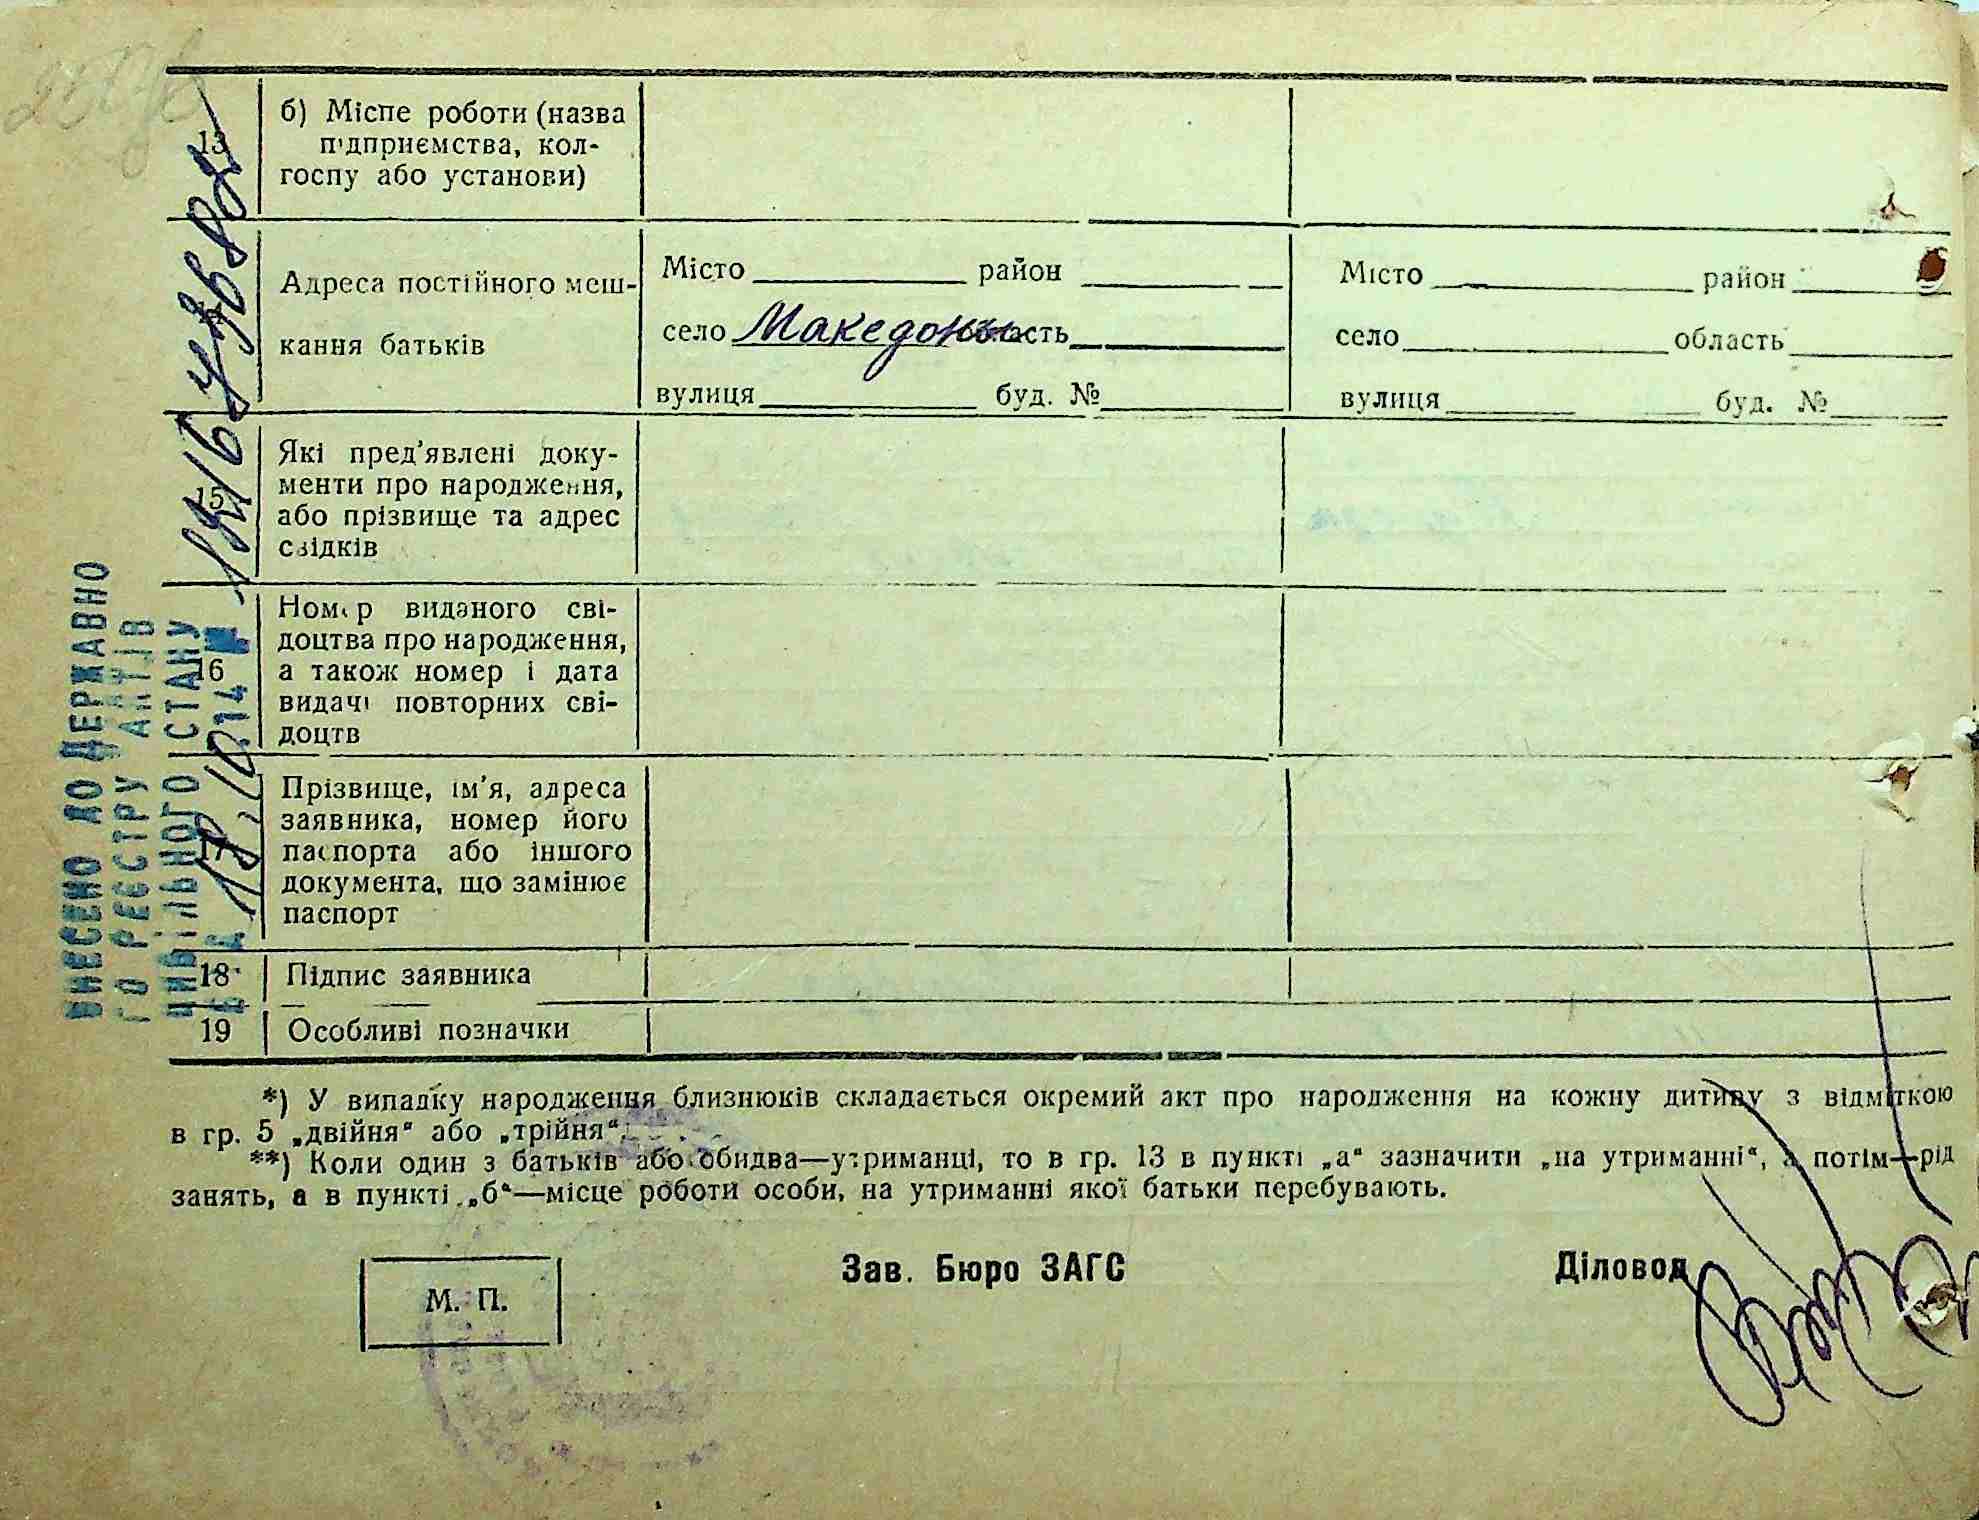 13
б) Місце роботи (назва
підприємства, кол-
госпу або установи)
14
Адреса постійного меш-
кання батьків
Місто район
село Македоны область
вулиця буд. №
Місто район
село область
вулиця буд. №
15
Які пред'явлені доку-
менти про народження,
або прізвище та адрес
свідків
16
Номер виданого сві-
доцтва про народження,
а також номер і дата
видачі повторних сві-
доцтв
17
Прізвище, ім'я, адреса
заявника, номер його
паспорта або іншого
документа, що замінює
паспорт
18
Підпис заявника
19
Особливі позначки
ВНЕСЕНО ДО ДЕРЖАВНО
ГО РЕЄСТРУ АКТІВ
ЦИВІЛЬНОГО СТАНУ
*) У випадку народження близнюків складається окремий акт про народження на кожну дитину з відміткою
в гр. 5 „двійня" або „трійня".
**) Коли один з батьків або обидва—утриманці, то в гр. 13 в пункті „а" зазначити „на утриманні", а потім—рід
занять, а в пункті „б"—місце роботи особи, на утриманні якої батьки перебувають.
М. П.
Зав. Бюро ЗАГС
Діловод